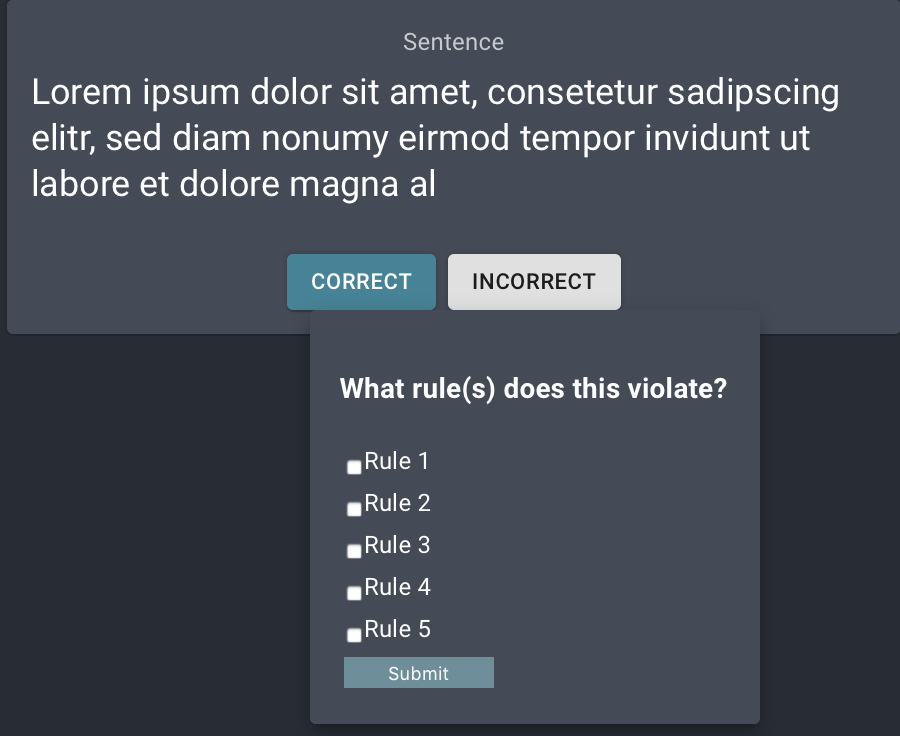 Sentence
Lorem ipsum dolor sit amet, consetetur sadipscing
elitr, sed diam nonumy eirmod tempor invidunt ut
labore et dolore magna al
CORRECT INCORRECT
What rule(s) does this violate?
Rule 1
Rule 2
Rule 3
Rule 4
Rule 5
Submit